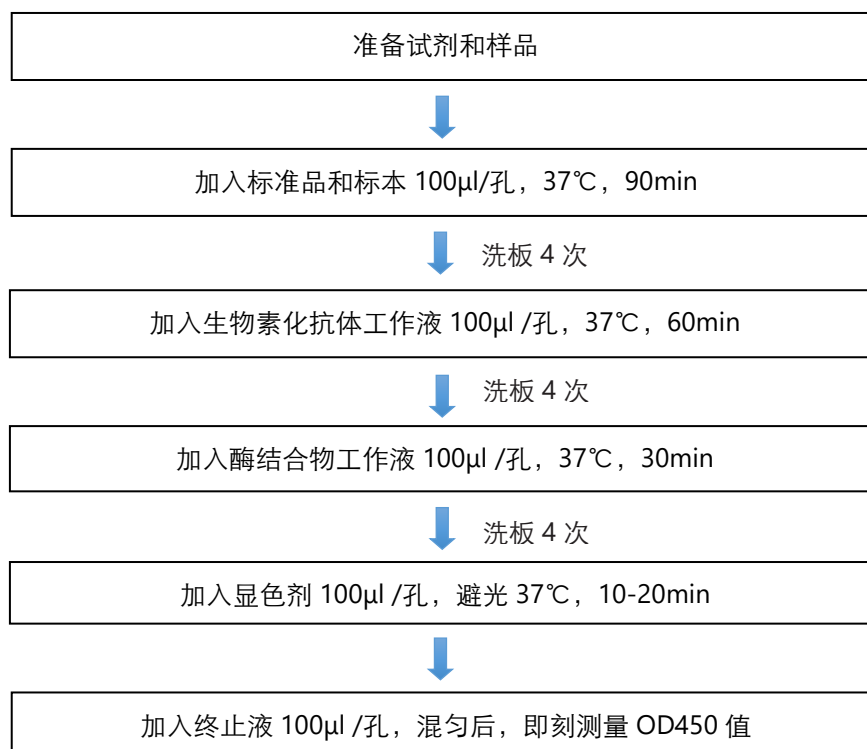 准备试剂和样品
加入标准品和标本 100μl/孔，37℃，90min
洗板 4 次
加入生物素化抗体工作液 100μl /孔，37℃，60min
洗板 4 次
加入酶结合物工作液 100μl /孔，37℃，30min
洗板 4 次
加入显色剂 100μl /孔，避光 37℃，10-20min
加入终止液 100μl /孔，混匀后，即刻测量 OD450 值